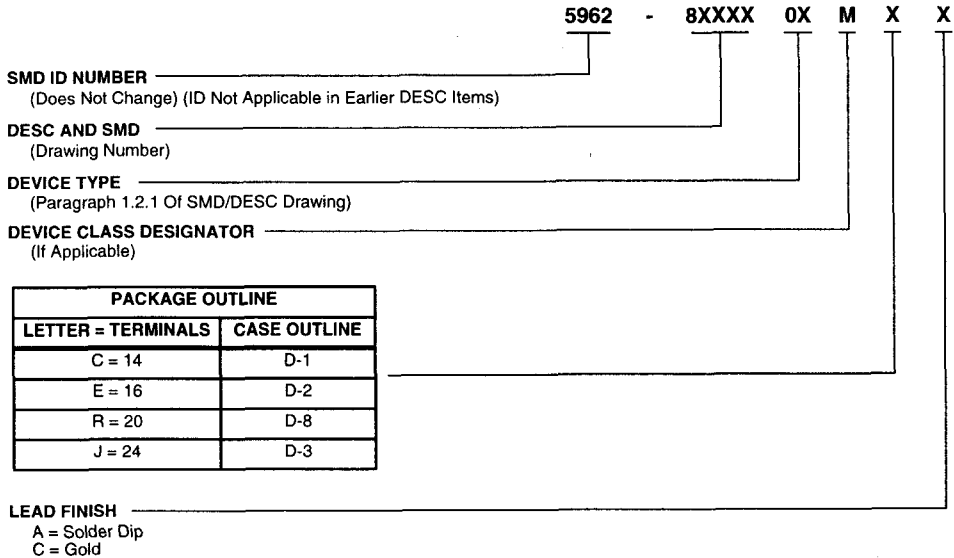 5962 - 8XXXX 0X M X X
SMD ID NUMBER
(Does Not Change) (ID Not Applicable in Earlier DESC Items)
DESC AND SMD
(Drawing Number)
DEVICE TYPE
(Paragraph 1.2.1 Of SMD/DESC Drawing)
DEVICE CLASS DESIGNATOR
(If Applicable)
PACKAGE OUTLINE
LETTER = TERMINALS CASE OUTLINE
C = 14 D-1
E = 16 D-2
R = 20 D-8
J = 24 D-3
LEAD FINISH
A = Solder Dip
C = Gold